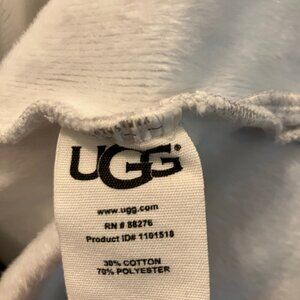 UGG
www.ugg.com
RN # 88276
Product ID# 1101518
30% COTTON
70% POLYESTER